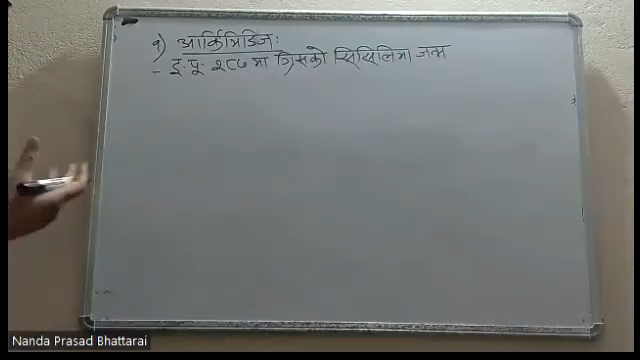 १) आर्किमिडिज :
- इ. पू. २८७ मा ग्रिसको सिसिलिमा जन्म
Nanda Prasad Bhattarai